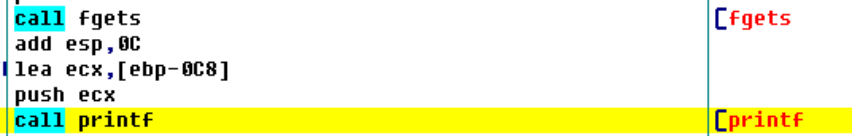 call fgets [fgets
add esp,0C
lea ecx,[ebp-0C8]
push ecx
call printf [printf